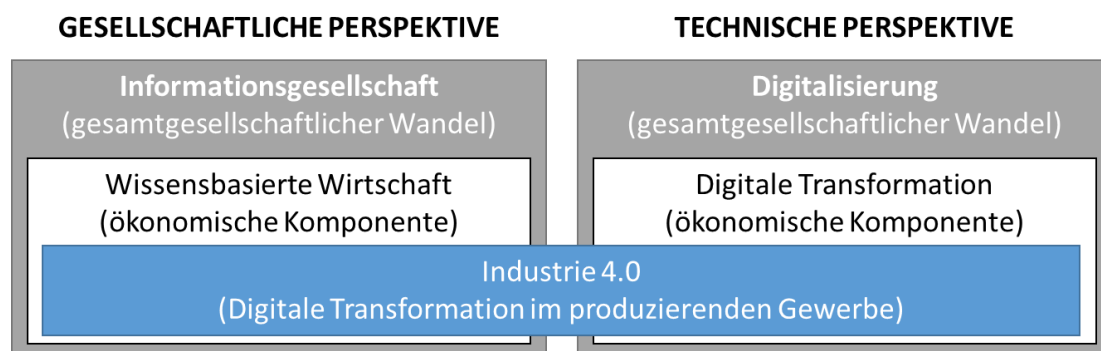 GESELLSCHAFTLICHE PERSPEKTIVE
TECHNISCHE PERSPEKTIVE
Informationsgesellschaft
(gesamtgesellschaftlicher Wandel)
Wissensbasierte Wirtschaft
(ökonomische Komponente)
Digitalisierung
(gesamtgesellschaftlicher Wandel)
Digitale Transformation
(ökonomische Komponente)
Industrie 4.0
(Digitale Transformation im produzierenden Gewerbe)